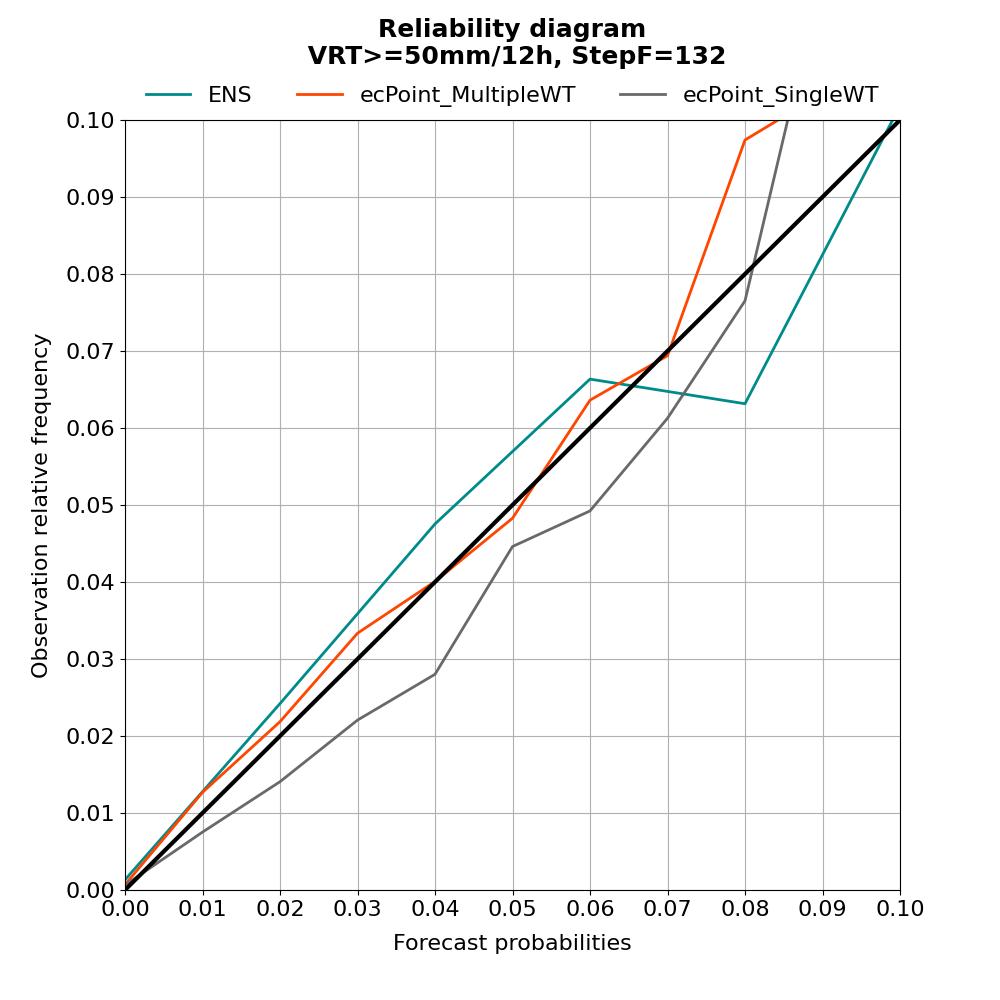 Reliability diagram
VRT>=50mm/12h, StepF=132
ENS ecPoint_MultipleWT ecPoint_SingleWT
0.10
0.09
0.08
0.07
0.06
0.05
0.04
0.03
0.02
0.01
0.00
Observation relative frequency
0.00 0.01 0.02 0.03 0.04 0.05 0.06 0.07 0.08 0.09 0.10
Forecast probabilities